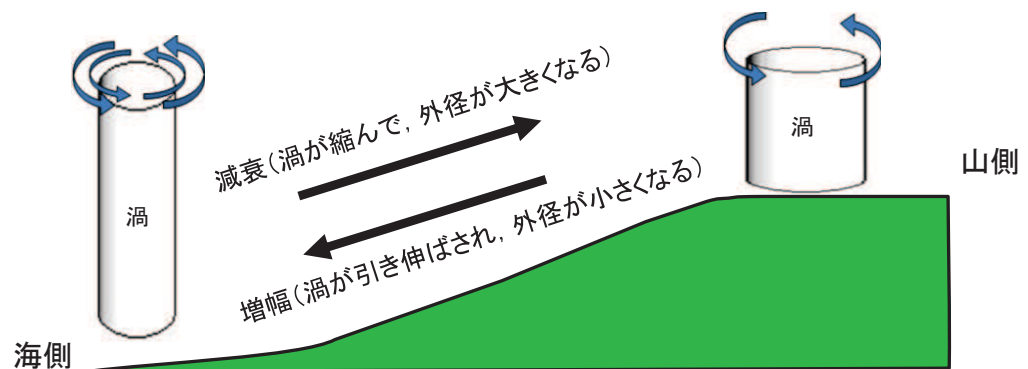 減衰(渦が縮んで,外径が大きくなる)
渦
山側
渦
増幅(渦が引き伸ばされ,外径が小さくなる)
海側